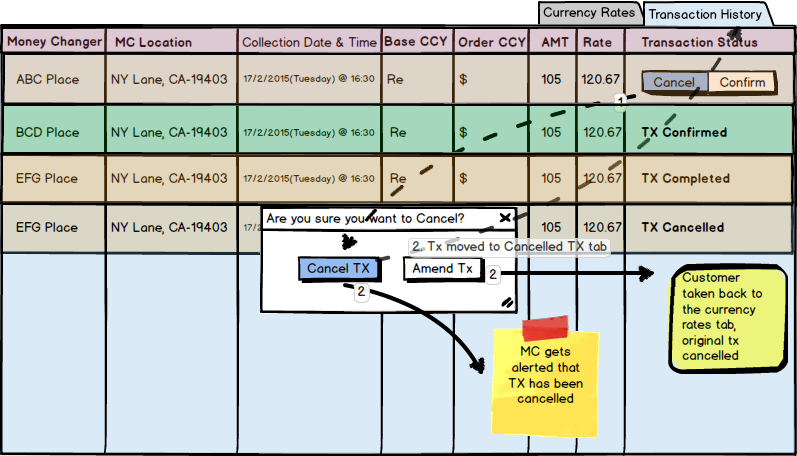 Currency Rates Transaction History
Money Changer MC Location Collection Date & Time Base CCY Order CCY AMT Rate Transaction Status
ABC Place NY Lane, CA-19403 17/2/2015(Tuesday) @ 16:30 Re $ 105 120.67 Cancel Confirm
1
BCD Place NY Lane, CA-19403 17/2/2015(Tuesday) @ 16:30 Re $ 105 120.67 TX Confirmed
EFG Place NY Lane, CA-19403 17/2/2015(Tuesday) @ 16:30 Re $ 105 120.67 TX Completed
EFG Place NY Lane, CA-19403 17/2 105 120.67 TX Cancelled
Are you sure you want to Cancel?
2. Tx moved to Cancelled TX tab
Cancel TX Amend Tx 2
2
Customer
taken back to
the currency
rates tab,
original tx
cancelled
MC gets
alerted that
TX has been
cancelled